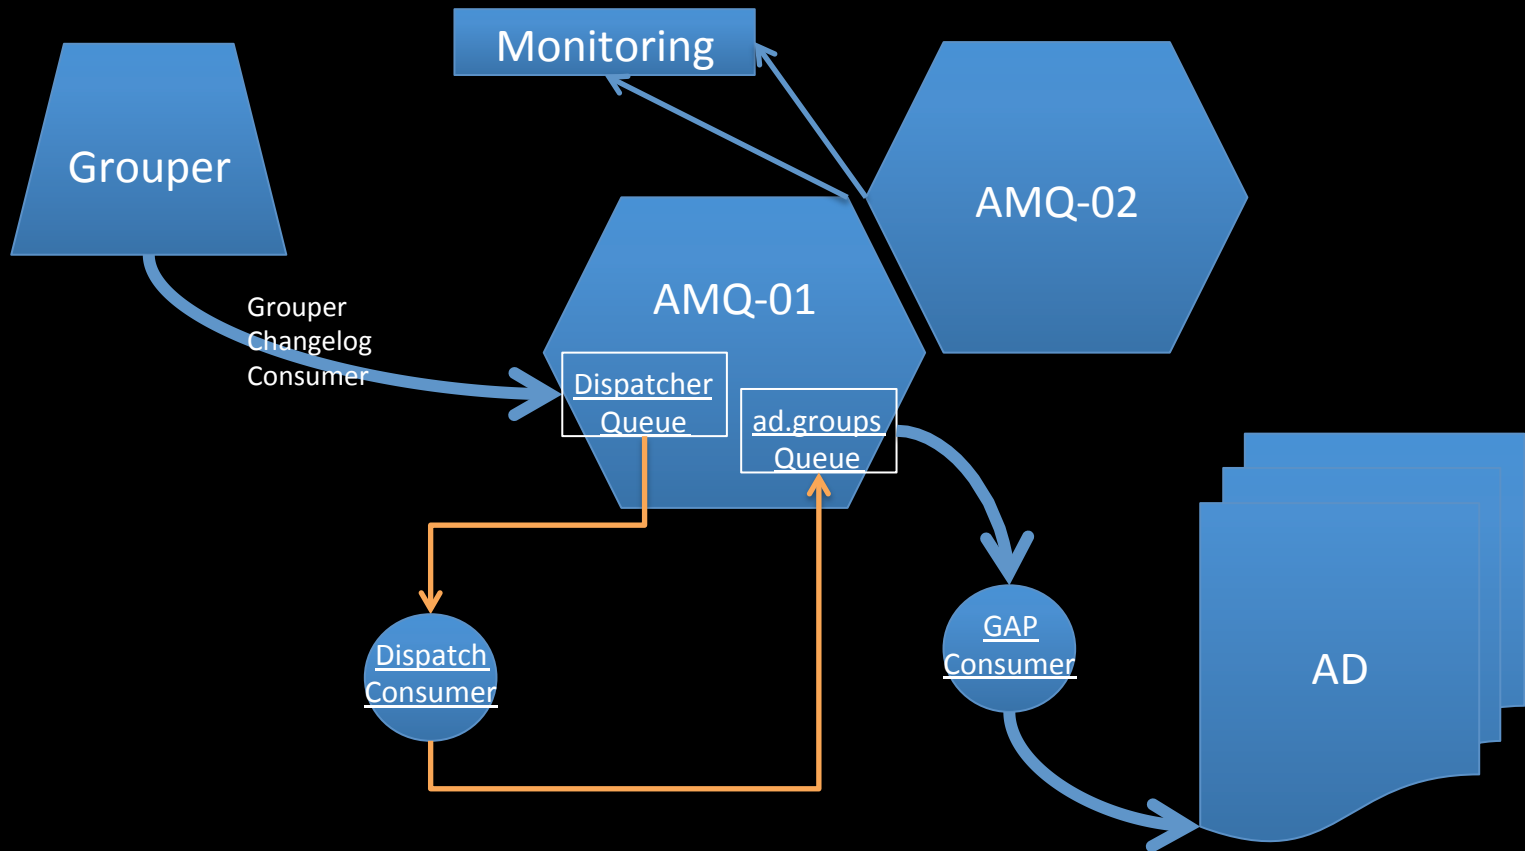 Monitoring
Grouper
AMQ-02
AMQ-01
Grouper
Changelog
Consumer
Dispatcher
Queue
ad.groups
Queue
Dispatch
Consumer
GAP
Consumer
AD